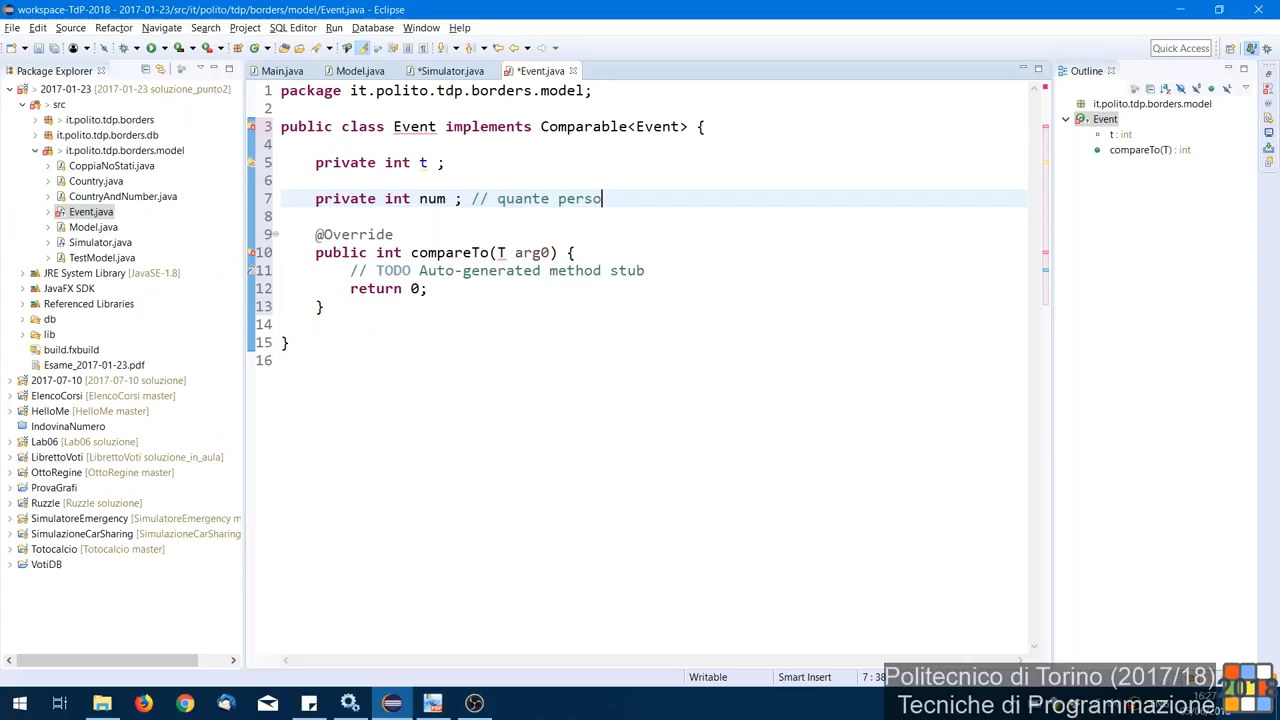 workspace-TdP-2018 - 2017-01-23/src/it/polito/tdp/borders/model/Event.java - Eclipse
File Edit Source Refactor Navigate Search Project SQL Editor Run Database Window Help
Quick Access
Package Explorer
Main.java
Model.java
*Simulator.java
*Event.java
Outline
2017-01-23 [2017-01-23 soluzione_punto2]
src
it.polito.tdp.borders
it.polito.tdp.borders.db
it.polito.tdp.borders.model
CoppiaNoStati.java
Country.java
CountryAndNumber.java
Event.java
Model.java
Simulator.java
TestModel.java
JRE System Library [JavaSE-1.8]
JavaFX SDK
Referenced Libraries
db
lib
build.fxbuild
Esame_2017-01-23.pdf
2017-07-10 [2017-07-10 soluzione]
ElencoCorsi [ElencoCorsi master]
HelloMe [HelloMe master]
IndovinaNumero
Lab06 [Lab06 soluzione]
LibrettoVoti [LibrettoVoti soluzione_in_aula]
OttoRegine [OttoRegine master]
ProvaGrafi
Ruzzle [Ruzzle soluzione]
SimulatoreEmergency [SimulatoreEmergency m
SimulazioneCarSharing [SimulazioneCarSharing
Totocalcio [Totocalcio master]
VotiDB
1 package it.polito.tdp.borders.model;
2
3 public class Event implements Comparable<Event> {
4
5 private int t ;
6
7 private int num ; // quante perso
8
9 @Override
10 public int compareTo(T arg0) {
11 // TODO Auto-generated method stub
12 return 0;
13 }
14
15 }
16
it.polito.tdp.borders.model
Event
t : int
compareTo(T) : int
Writable
Smart Insert
7 : 38
Politecnico di Torino (2017/18)
Tecniche di Programmazione
16:27
2018